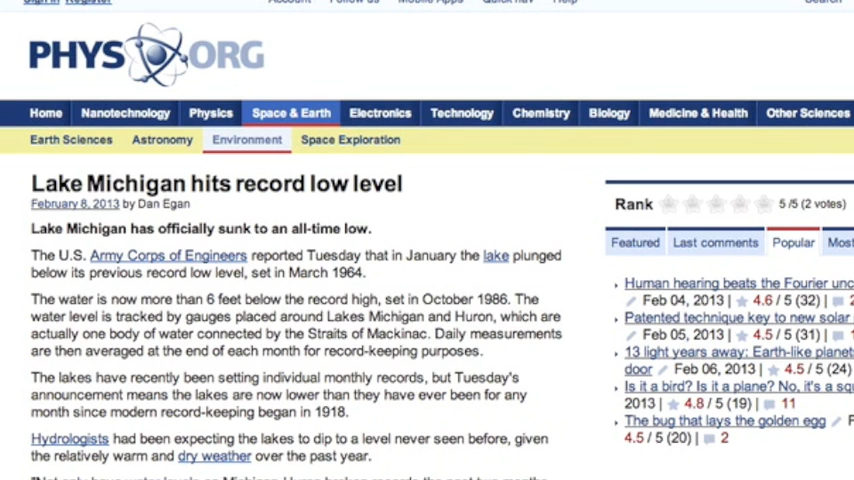 Sign in Register Account Follow us Mobile Apps Quick nav Help Search
PHYS ORG
Home Nanotechnology Physics Space & Earth Electronics Technology Chemistry Biology Medicine & Health Other Sciences
Earth Sciences Astronomy Environment Space Exploration
Lake Michigan hits record low level
February 8, 2013 by Dan Egan
Lake Michigan has officially sunk to an all-time low.
The U.S. Army Corps of Engineers reported Tuesday that in January the lake plunged
below its previous record low level, set in March 1964.
The water is now more than 6 feet below the record high, set in October 1986. The
water level is tracked by gauges placed around Lakes Michigan and Huron, which are
actually one body of water connected by the Straits of Mackinac. Daily measurements
are then averaged at the end of each month for record-keeping purposes.
The lakes have recently been setting individual monthly records, but Tuesday's
announcement means the lakes are now lower than they have ever been for any
month since modern record-keeping began in 1918.
Hydrologists had been expecting the lakes to dip to a level never seen before, given
the relatively warm and dry weather over the past year.
Rank 5 /5 (2 votes)
Featured Last comments Popular Most
Human hearing beats the Fourier unc
Feb 04, 2013 | 4.6 / 5 (32) | 2
Patented technique key to new solar
Feb 05, 2013 | 4.5 / 5 (31) |
13 light years away: Earth-like planets
door Feb 06, 2013 | 4.5 / 5 (24)
Is it a bird? Is it a plane? No, it's a squ
2013 | 4.8 / 5 (19) | 11
The bug that lays the golden egg F
4.5 / 5 (20) | 2